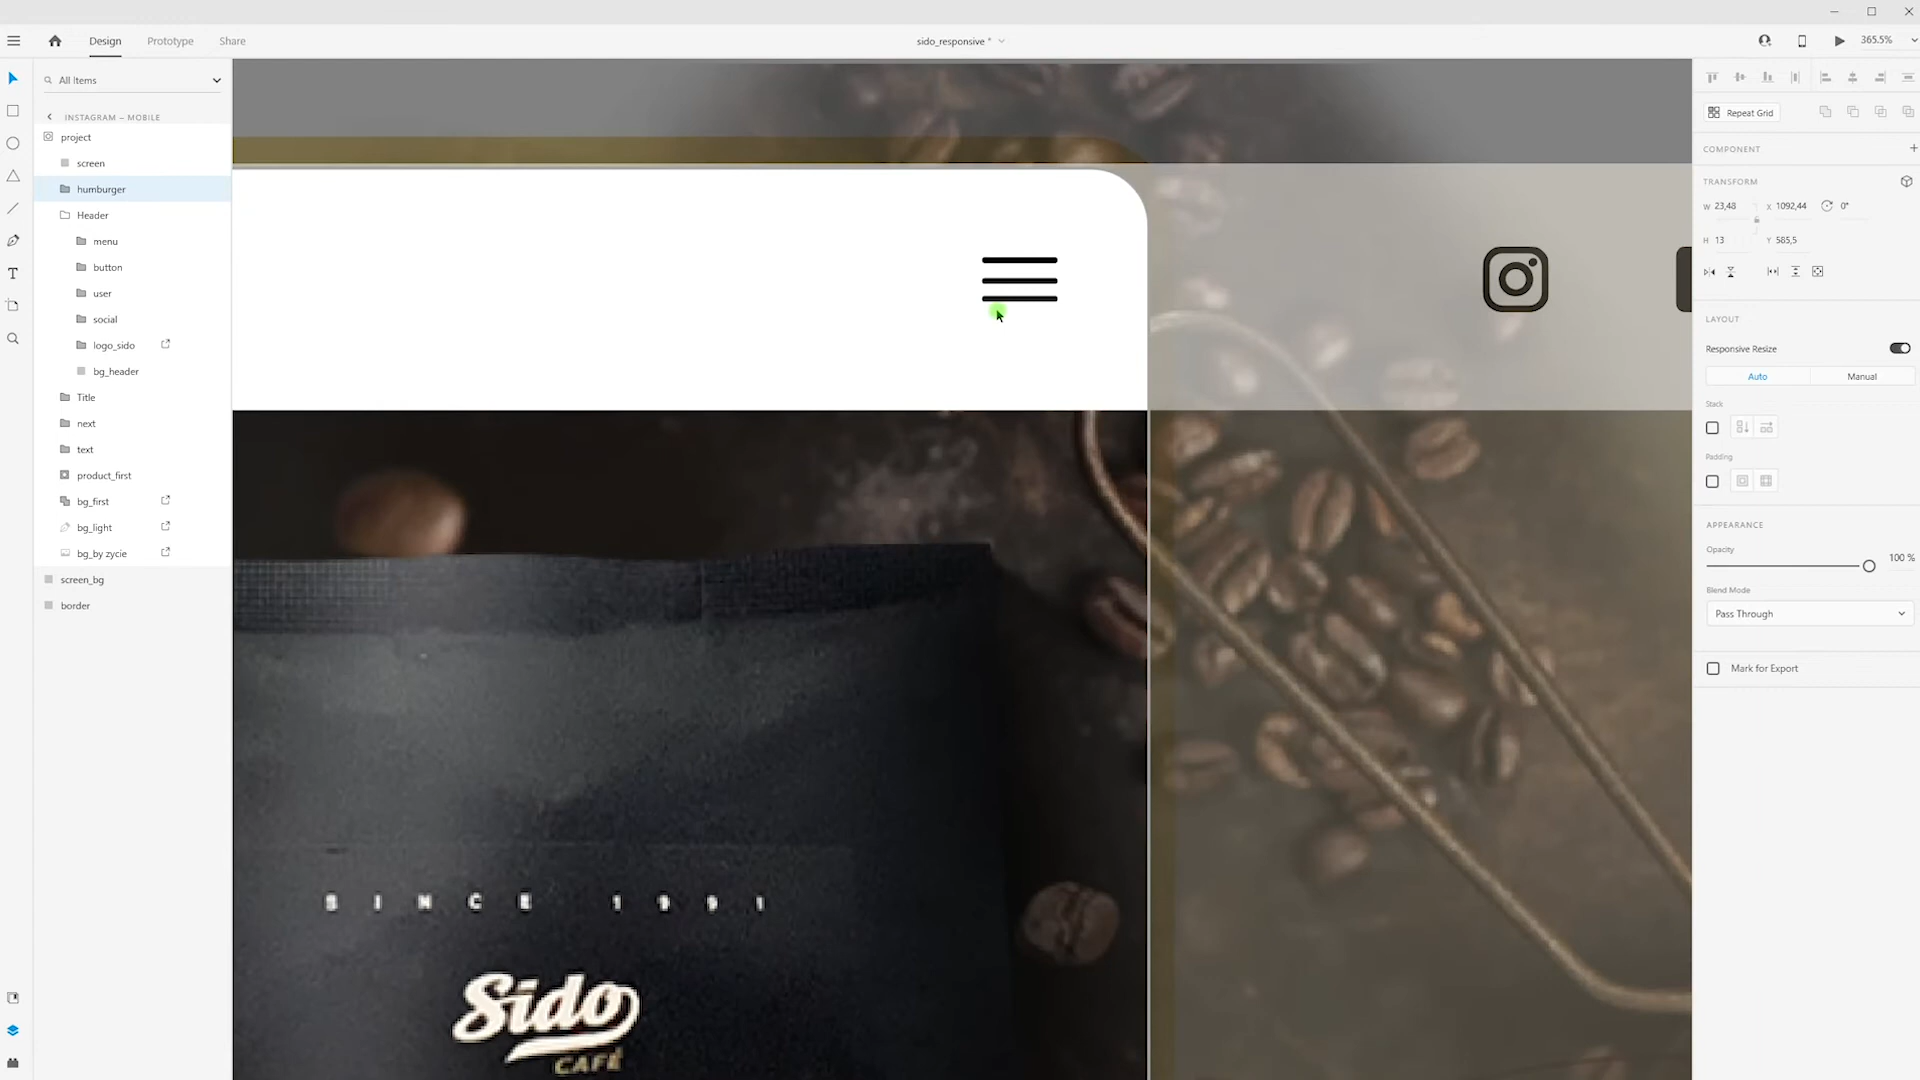 Design
Prototype
Share
sido_responsive *
365.5%
All Items
INSTAGRAM – MOBILE
project
screen
humburger
Header
menu
button
user
social
logo_sido
bg_header
Title
next
text
product_first
bg_first
bg_light
bg_by zycie
screen_bg
border
SINCE 1991
Sido
CAFÉ
Repeat Grid
COMPONENT
TRANSFORM
W 23,48 X 1092,44 0°
H 13 Y 585,5
LAYOUT
Responsive Resize
Auto Manual
Stack
Padding
APPEARANCE
Opacity
100 %
Blend Mode
Pass Through
Mark for Export